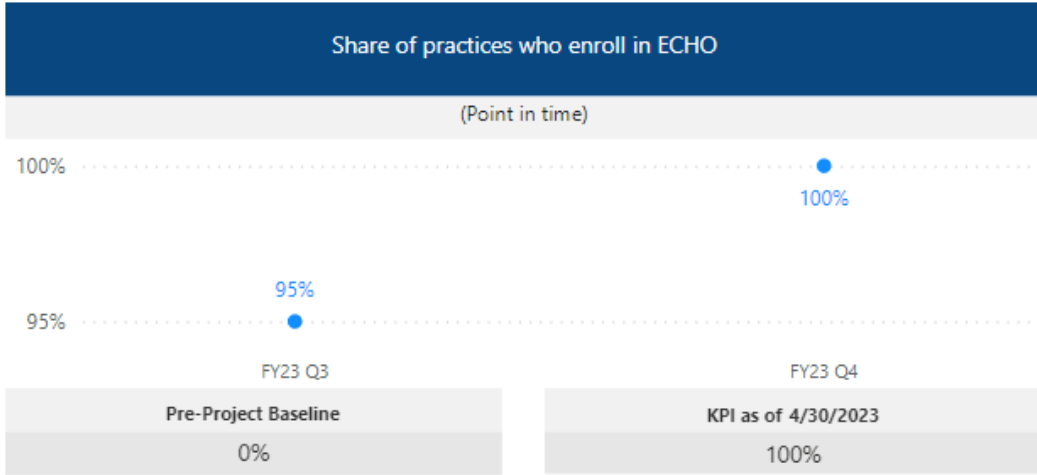 Share of practices who enroll in ECHO
(Point in time)
100%
100%
95%
95%
FY23 Q3 FY23 Q4
Pre-Project Baseline KPI as of 4/30/2023
0% 100%